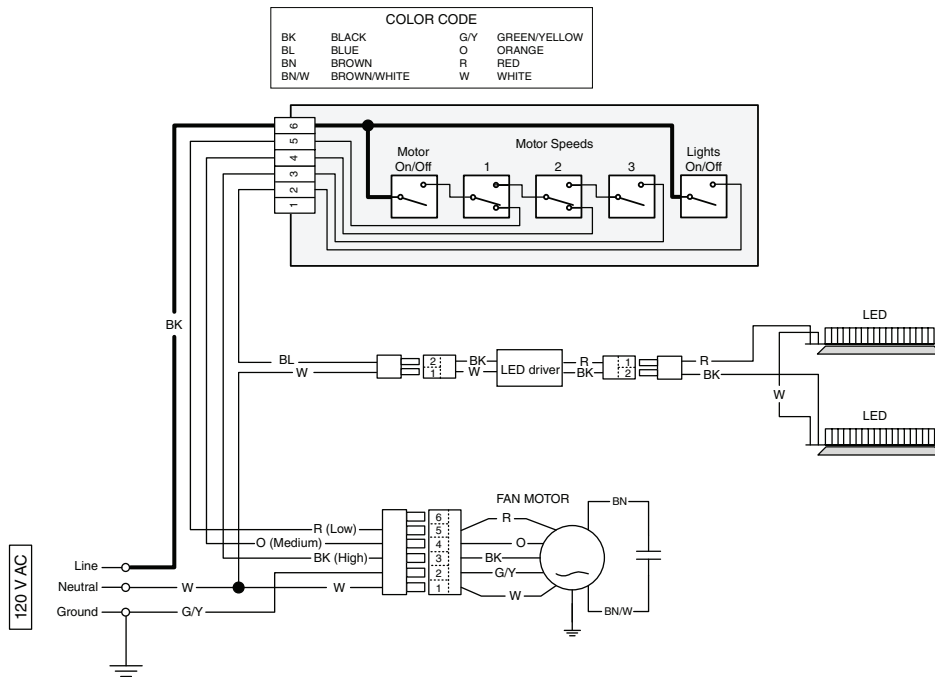 COLOR CODE
BK BLACK G/Y GREEN/YELLOW
BL BLUE O ORANGE
BN BROWN R RED
BN/W BROWN/WHITE W WHITE
6
5
4
3
2
1
Motor
On/Off
Motor Speeds
1 2 3
Lights
On/Off
BK
BL
W
2
1
BK
W
LED driver
R
BK
1
2
R
BK
W
LED
LED
FAN MOTOR
R (Low)
O (Medium)
BK (High)
W
6
5
4
3
2
1
R
O
BK
G/Y
W
BN
BN/W
120 V AC
Line
Neutral W
Ground G/Y